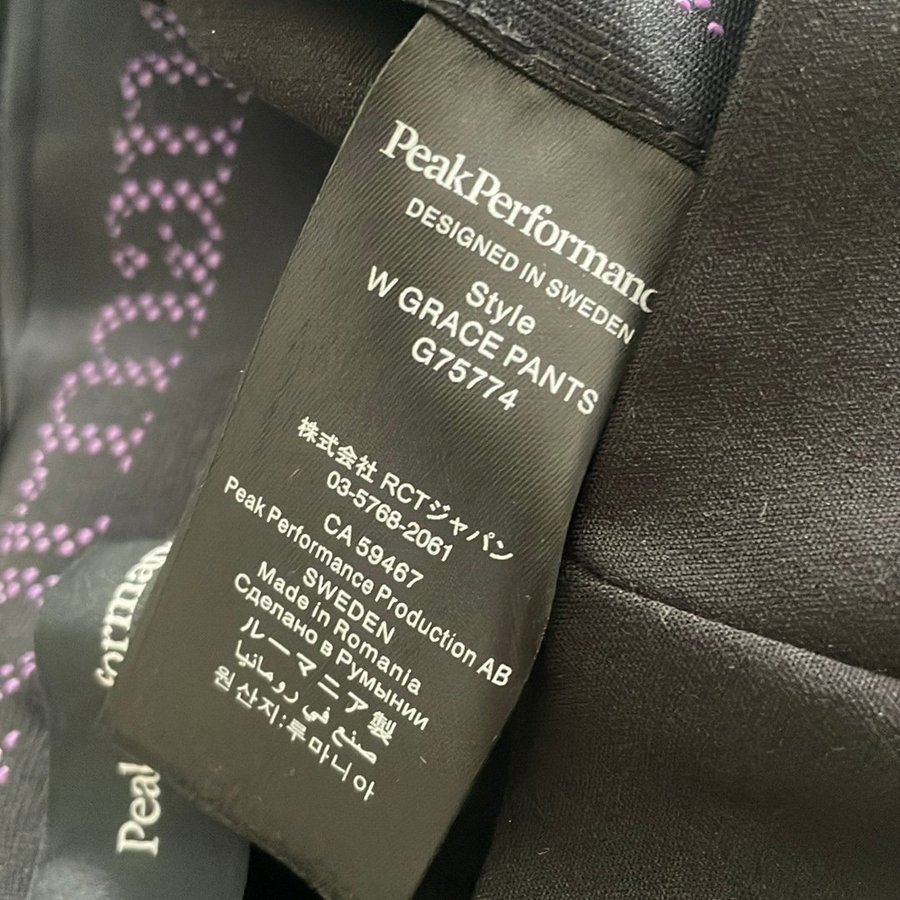 PeakPerformanc
DESIGNED IN SWEDEN
Style
W GRACE PANTS
G75774
株式会社 RCTジャパン
03-5768-2061
CA 59467
Peak Performance Production AB
SWEDEN
Made in Romania
Сделано в Румынии
ルーマニア製
صنع في رومانيا
원산지:루마니아
Peak
orman